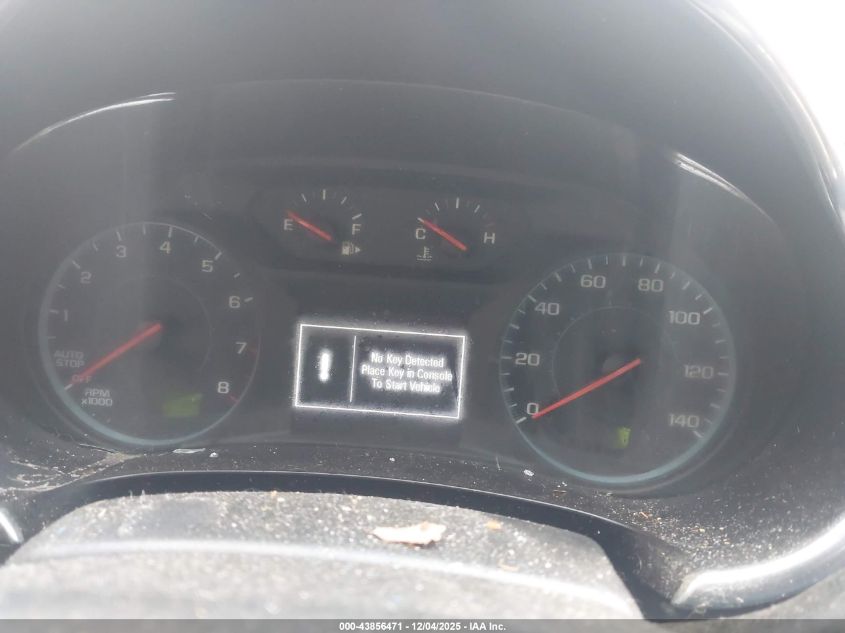 E F
C H
1 2 3 4 5 6 7 8
AUTO
STOP
OFF
RPM
x1000
No Key Detected
Place Key in Console
To Start Vehicle
0 20 40 60 80 100 120 140
000-43856471 - 12/04/2025 - IAA Inc.